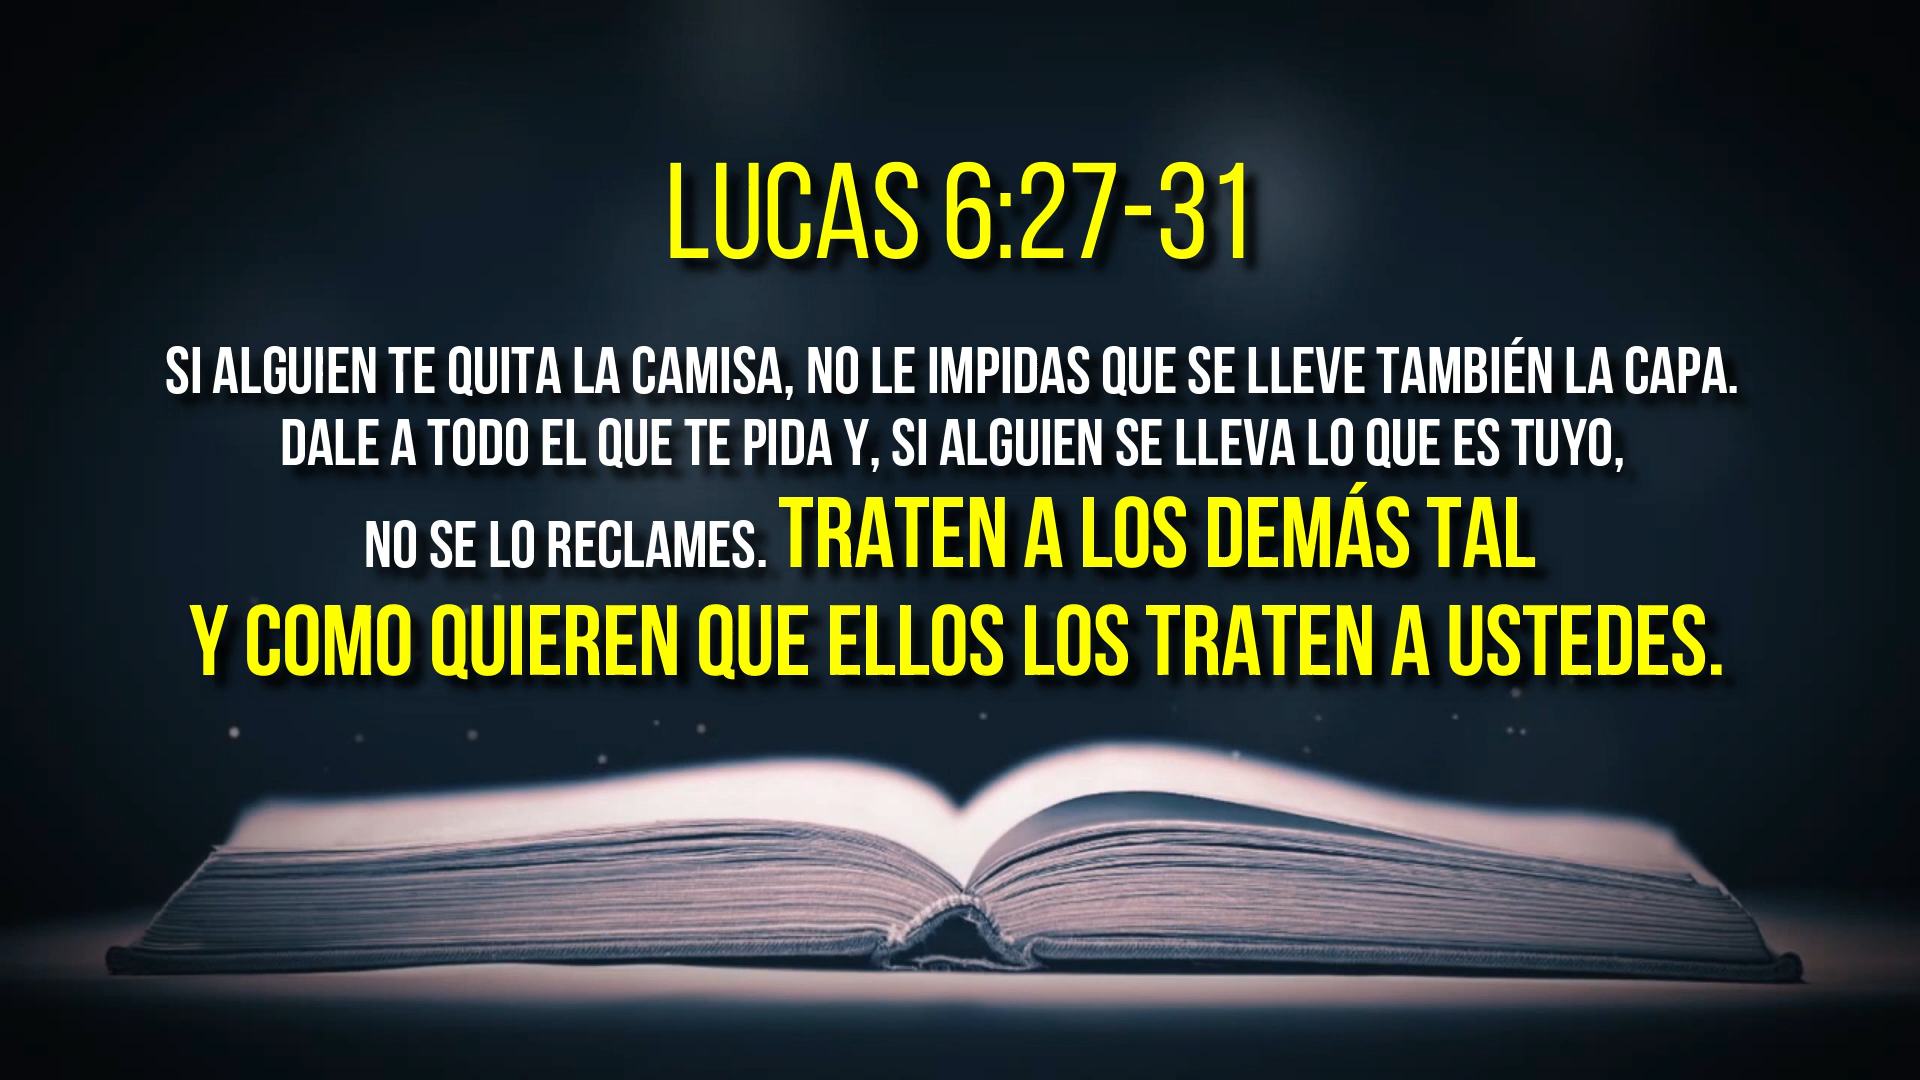 LUCAS 6:27-31
SI ALGUIEN TE QUITA LA CAMISA, NO LE IMPIDAS QUE SE LLEVE TAMBIÉN LA CAPA.
DALE A TODO EL QUE TE PIDA Y, SI ALGUIEN SE LLEVA LO QUE ES TUYO,
NO SE LO RECLAMES. TRATEN A LOS DEMÁS TAL
Y COMO QUIEREN QUE ELLOS LOS TRATEN A USTEDES.